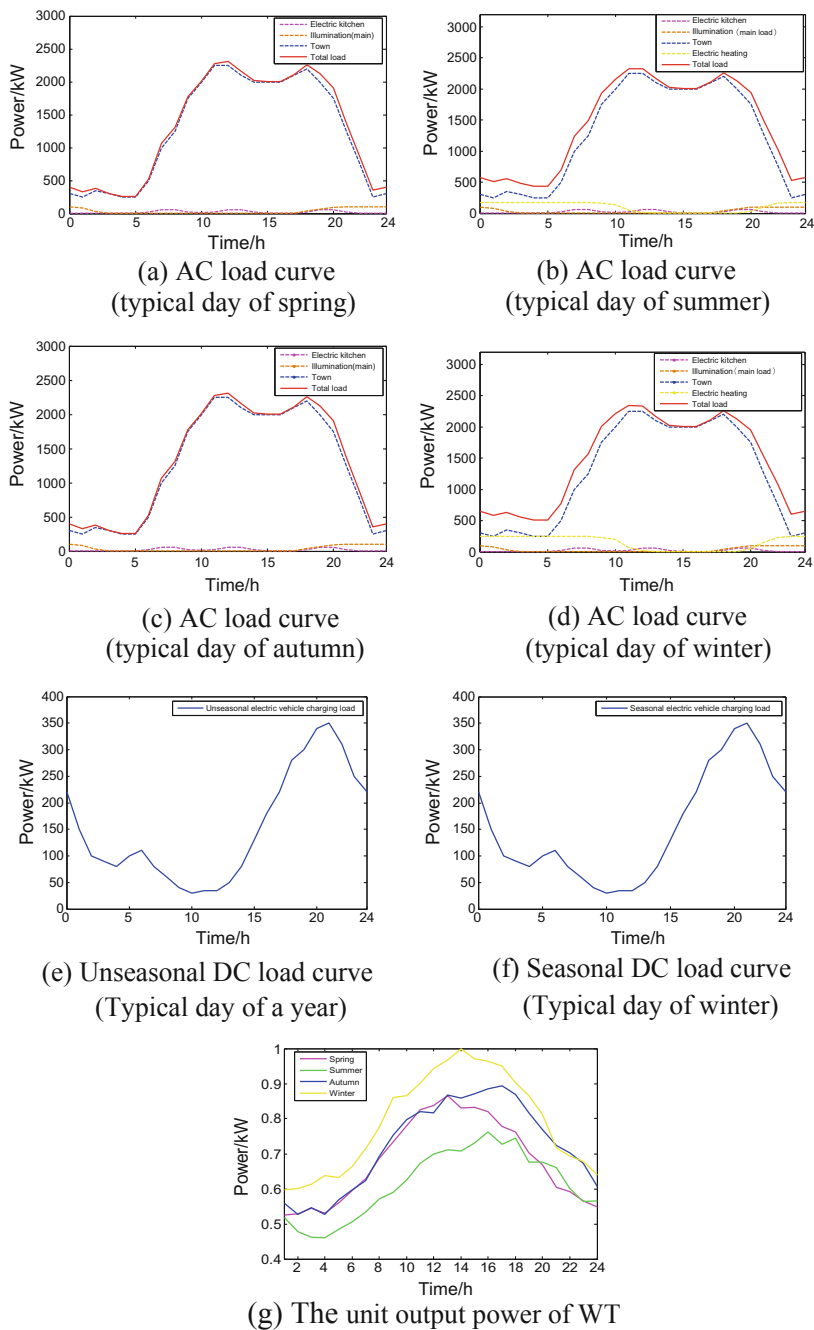 3000
2500
2000
1500
1000
500
0
Power/kW
Electric kitchen
Illumination(main)
Town
Total load
0 5 10 15 20 24
Time/h
(a) AC load curve
(typical day of spring)
3000
2500
2000
1500
1000
500
0
Power/kW
Electric kitchen
Illumination (main load)
Town
Electric heating
Total load
0 5 10 15 20 24
Time/h
(b) AC load curve
(typical day of summer)
3000
2500
2000
1500
1000
500
0
Power/kW
Electric kitchen
Illumination(main)
Town
Total load
0 5 10 15 20 24
Time/h
(c) AC load curve
(typical day of autumn)
3000
2500
2000
1500
1000
500
0
Power/kW
Electric kitchen
Illumination(main load)
Town
Electric heating
Total load
0 5 10 15 20 24
Time/h
(d) AC load curve
(typical day of winter)
400
350
300
250
200
150
100
50
0
Power/kW
Unseasonal electric vehicle charging load
0 5 10 15 20 24
Time/h
(e) Unseasonal DC load curve
(Typical day of a year)
400
350
300
250
200
150
100
50
0
Power/kW
Seasonal electric vehicle charging load
0 5 10 15 20 24
Time/h
(f) Seasonal DC load curve
(Typical day of winter)
1
0.9
0.8
0.7
0.6
0.5
0.4
Power/kW
Spring
Summer
Autumn
Winter
2 4 6 8 10 12 14 16 18 20 22 24
Time/h
(g) The unit output power of WT